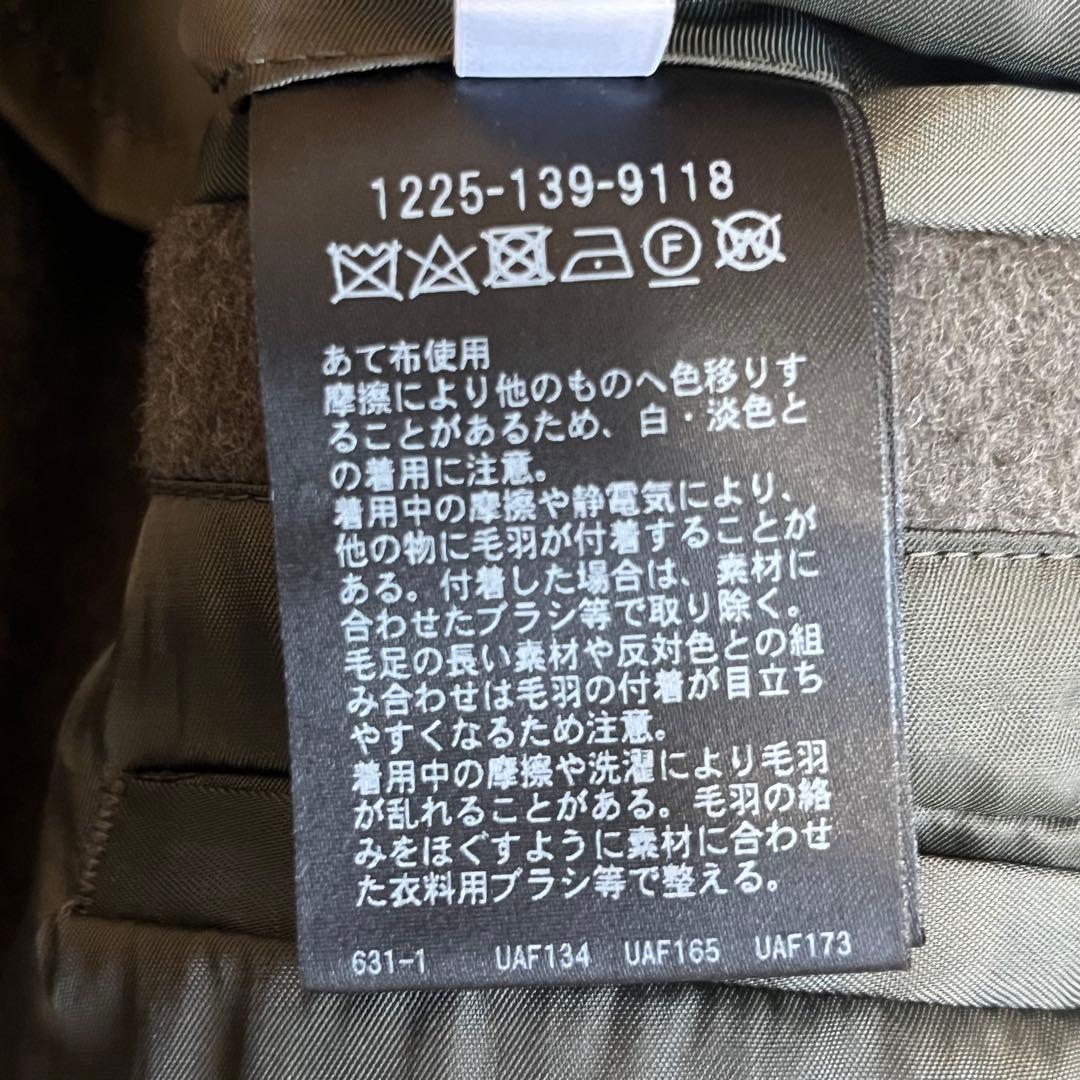 1225-139-9118
F W
あて布使用
摩擦により他のものへ色移りす
ることがあるため、白・淡色と
の着用に注意。
着用中の摩擦や静電気により、
他の物に毛羽が付着することが
ある。付着した場合は、素材に
合わせたブラシ等で取り除く。
毛足の長い素材や反対色との組
み合わせは毛羽の付着が目立ち
やすくなるため注意。
着用中の摩擦や洗濯により毛羽
が乱れることがある。毛羽の絡
みをほぐすように素材に合わせ
た衣料用ブラシ等で整える。
631-1 UAF134 UAF165 UAF173